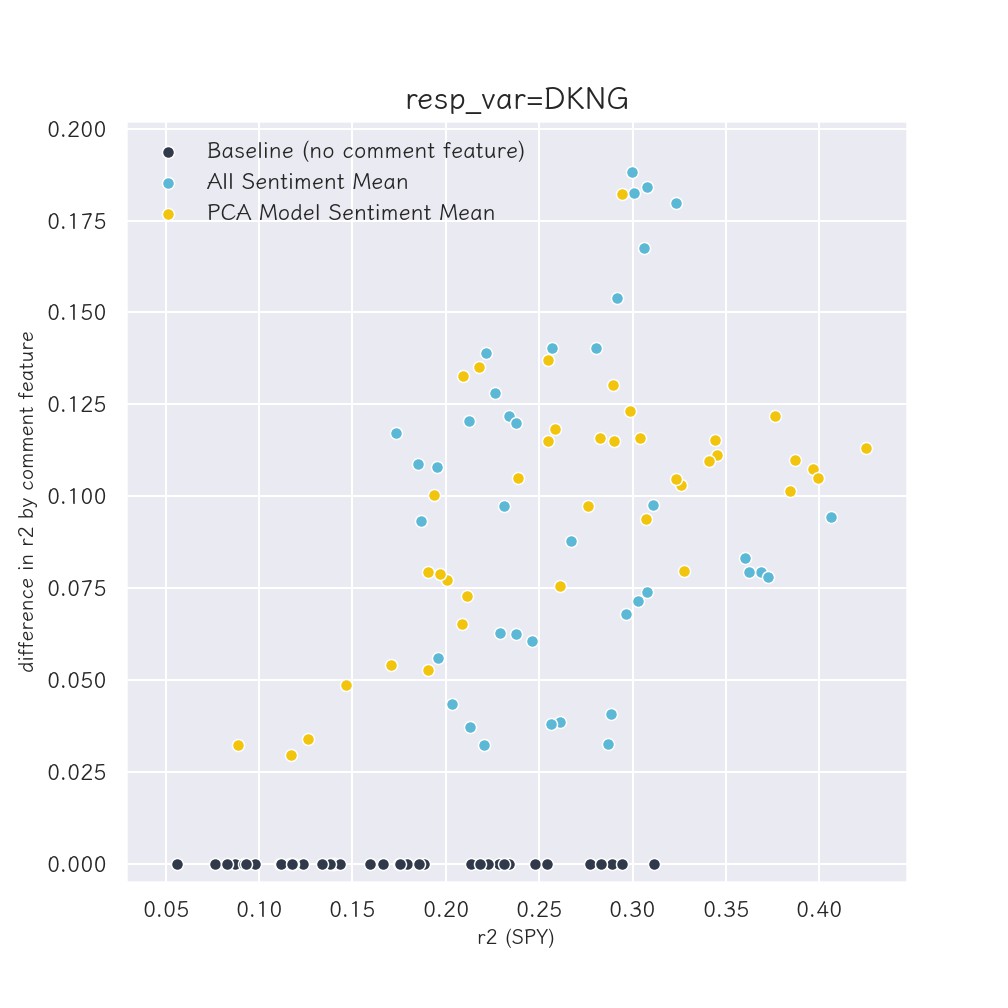 resp_var=DKNG
Baseline (no comment feature)
All Sentiment Mean
PCA Model Sentiment Mean
difference in r2 by comment feature
0.200
0.175
0.150
0.125
0.100
0.075
0.050
0.025
0.000
0.05 0.10 0.15 0.20 0.25 0.30 0.35 0.40
r2 (SPY)